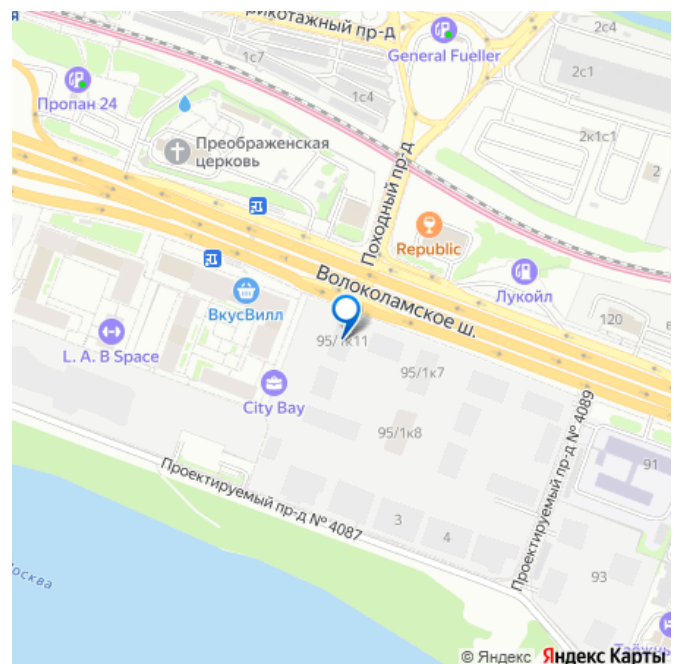 я
рикотажный пр-д
General Fueller
2с4
1с7
2с1
1с4
Пропан 24
2к1с1
Преображенская
церковь
2
Походный пр-д
Republic
Лукойл
Волоколамское ш.
ВкусВилл
120
в
95/1к11
L. A. B Space
95/1к7
City Bay
95/1к8
Проектируемый пр-д № 4089
91
Проектируемый пр-д № 4087
3
4
93
Москва
Таёжны
© Яндекс Яндекс Карты